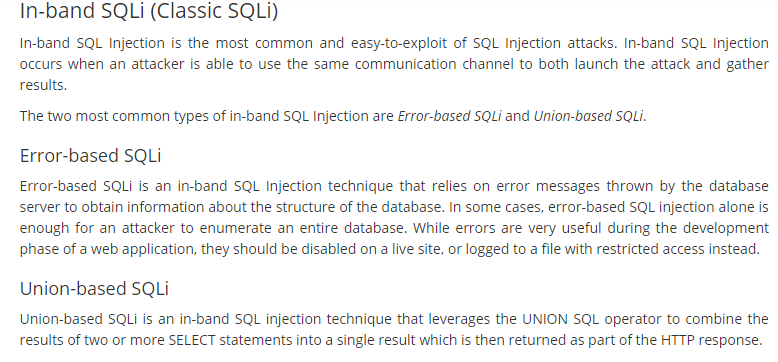 In-band SQLi (Classic SQLi)
In-band SQL Injection is the most common and easy-to-exploit of SQL Injection attacks. In-band SQL Injection
occurs when an attacker is able to use the same communication channel to both launch the attack and gather
results.
The two most common types of in-band SQL Injection are Error-based SQLi and Union-based SQLi.
Error-based SQLi
Error-based SQLi is an in-band SQL Injection technique that relies on error messages thrown by the database
server to obtain information about the structure of the database. In some cases, error-based SQL injection alone is
enough for an attacker to enumerate an entire database. While errors are very useful during the development
phase of a web application, they should be disabled on a live site, or logged to a file with restricted access instead.
Union-based SQLi
Union-based SQLi is an in-band SQL injection technique that leverages the UNION SQL operator to combine the
results of two or more SELECT statements into a single result which is then returned as part of the HTTP response.